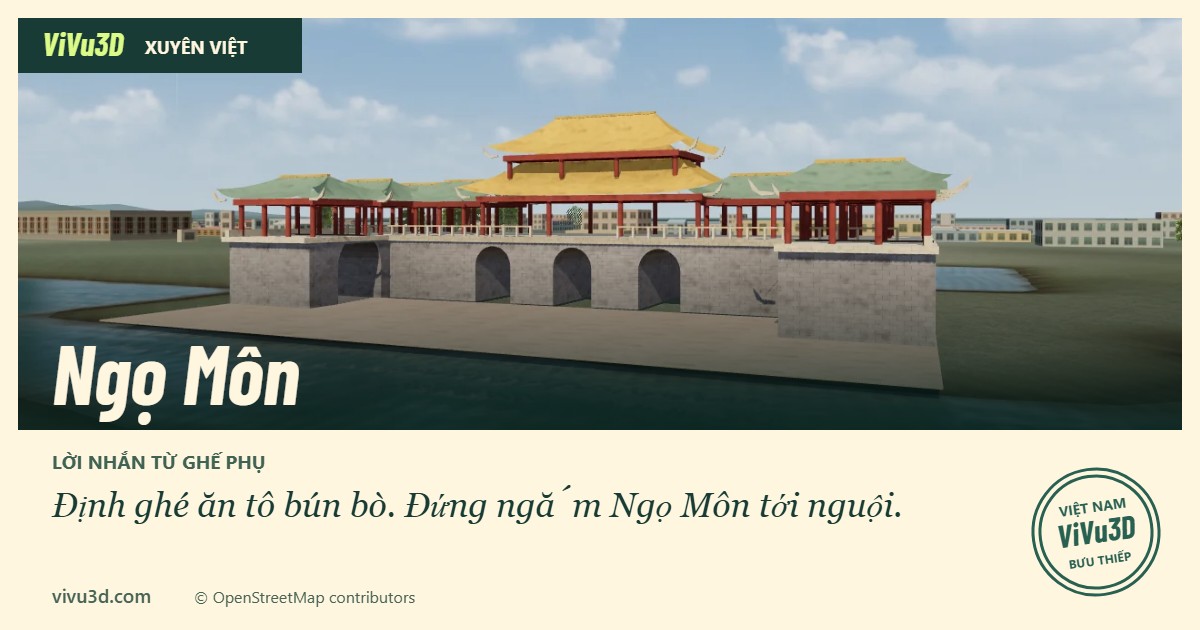 ViVu3D XUYÊN VIỆT
Ngọ Môn
LỜI NHẮN TỪ GHẾ PHỤ
Định ghé ăn tô bún bò. Đứng ngắm Ngọ Môn tới nguội.
VIỆT NAM
ViVu3D
BƯU THIẾP
vivu3d.com © OpenStreetMap contributors